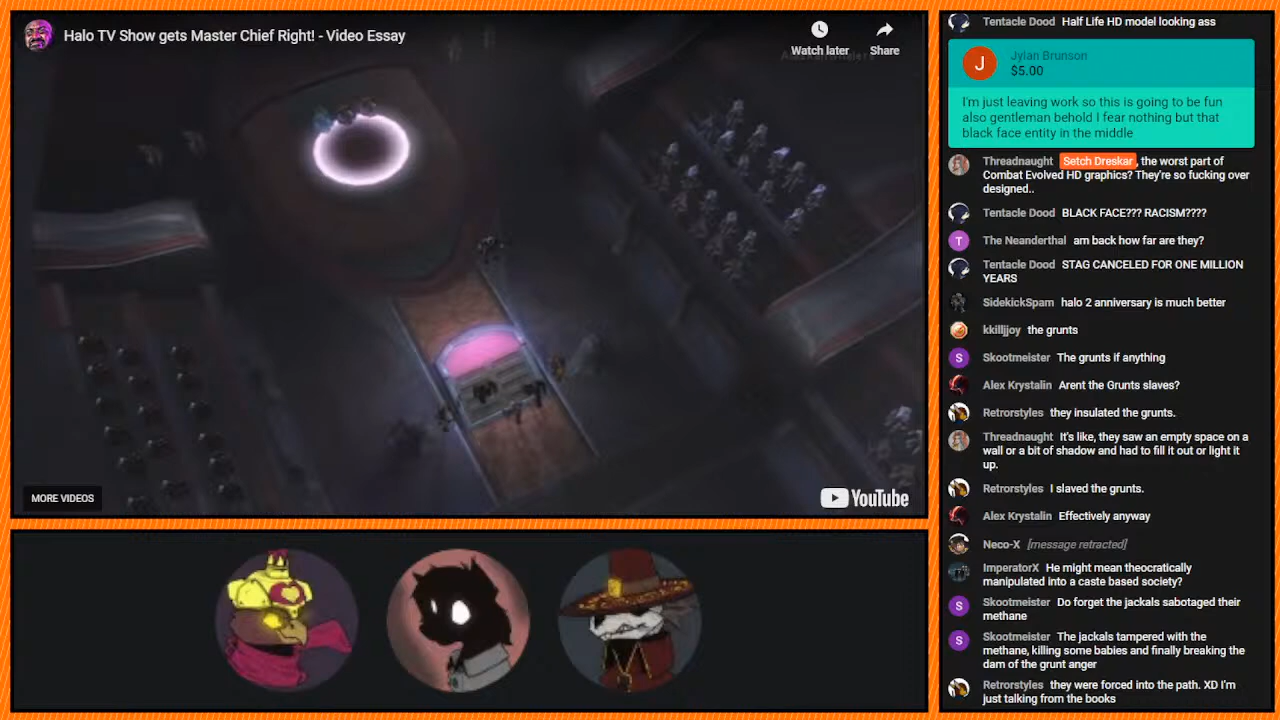 Halo TV Show gets Master Chief Right! - Video Essay
Watch later
Share
MORE VIDEOS
YouTube
Tentacle Dood Half Life HD model looking ass
J
Jylan Brunson
$5.00
I'm just leaving work so this is going to be fun
also gentleman behold I fear nothing but that
black face entity in the middle
Threadnaught Setch Dreskar, the worst part of
Combat Evolved HD graphics? They're so fucking over
designed..
Tentacle Dood BLACK FACE??? RACISM????
T
The Neanderthal am back how far are they?
Tentacle Dood STAG CANCELED FOR ONE MILLION
YEARS
SidekickSpam halo 2 anniversary is much better
kkilljjoy the grunts
S
Skootmeister The grunts if anything
Alex Krystalin Arent the Grunts slaves?
Retrorstyles they insulated the grunts.
Threadnaught It's like, they saw an empty space on a
wall or a bit of shadow and had to fill it out or light it
up.
Retrorstyles I slaved the grunts.
Alex Krystalin Effectively anyway
Neco-X [message retracted]
ImperatorX He might mean theocratically
manipulated into a caste based society?
S
Skootmeister Do forget the jackals sabotaged their
methane
S
Skootmeister The jackals tampered with the
methane, killing some babies and finally breaking the
dam of the grunt anger
Retrorstyles they were forced into the path. XD I'm
just talking from the books